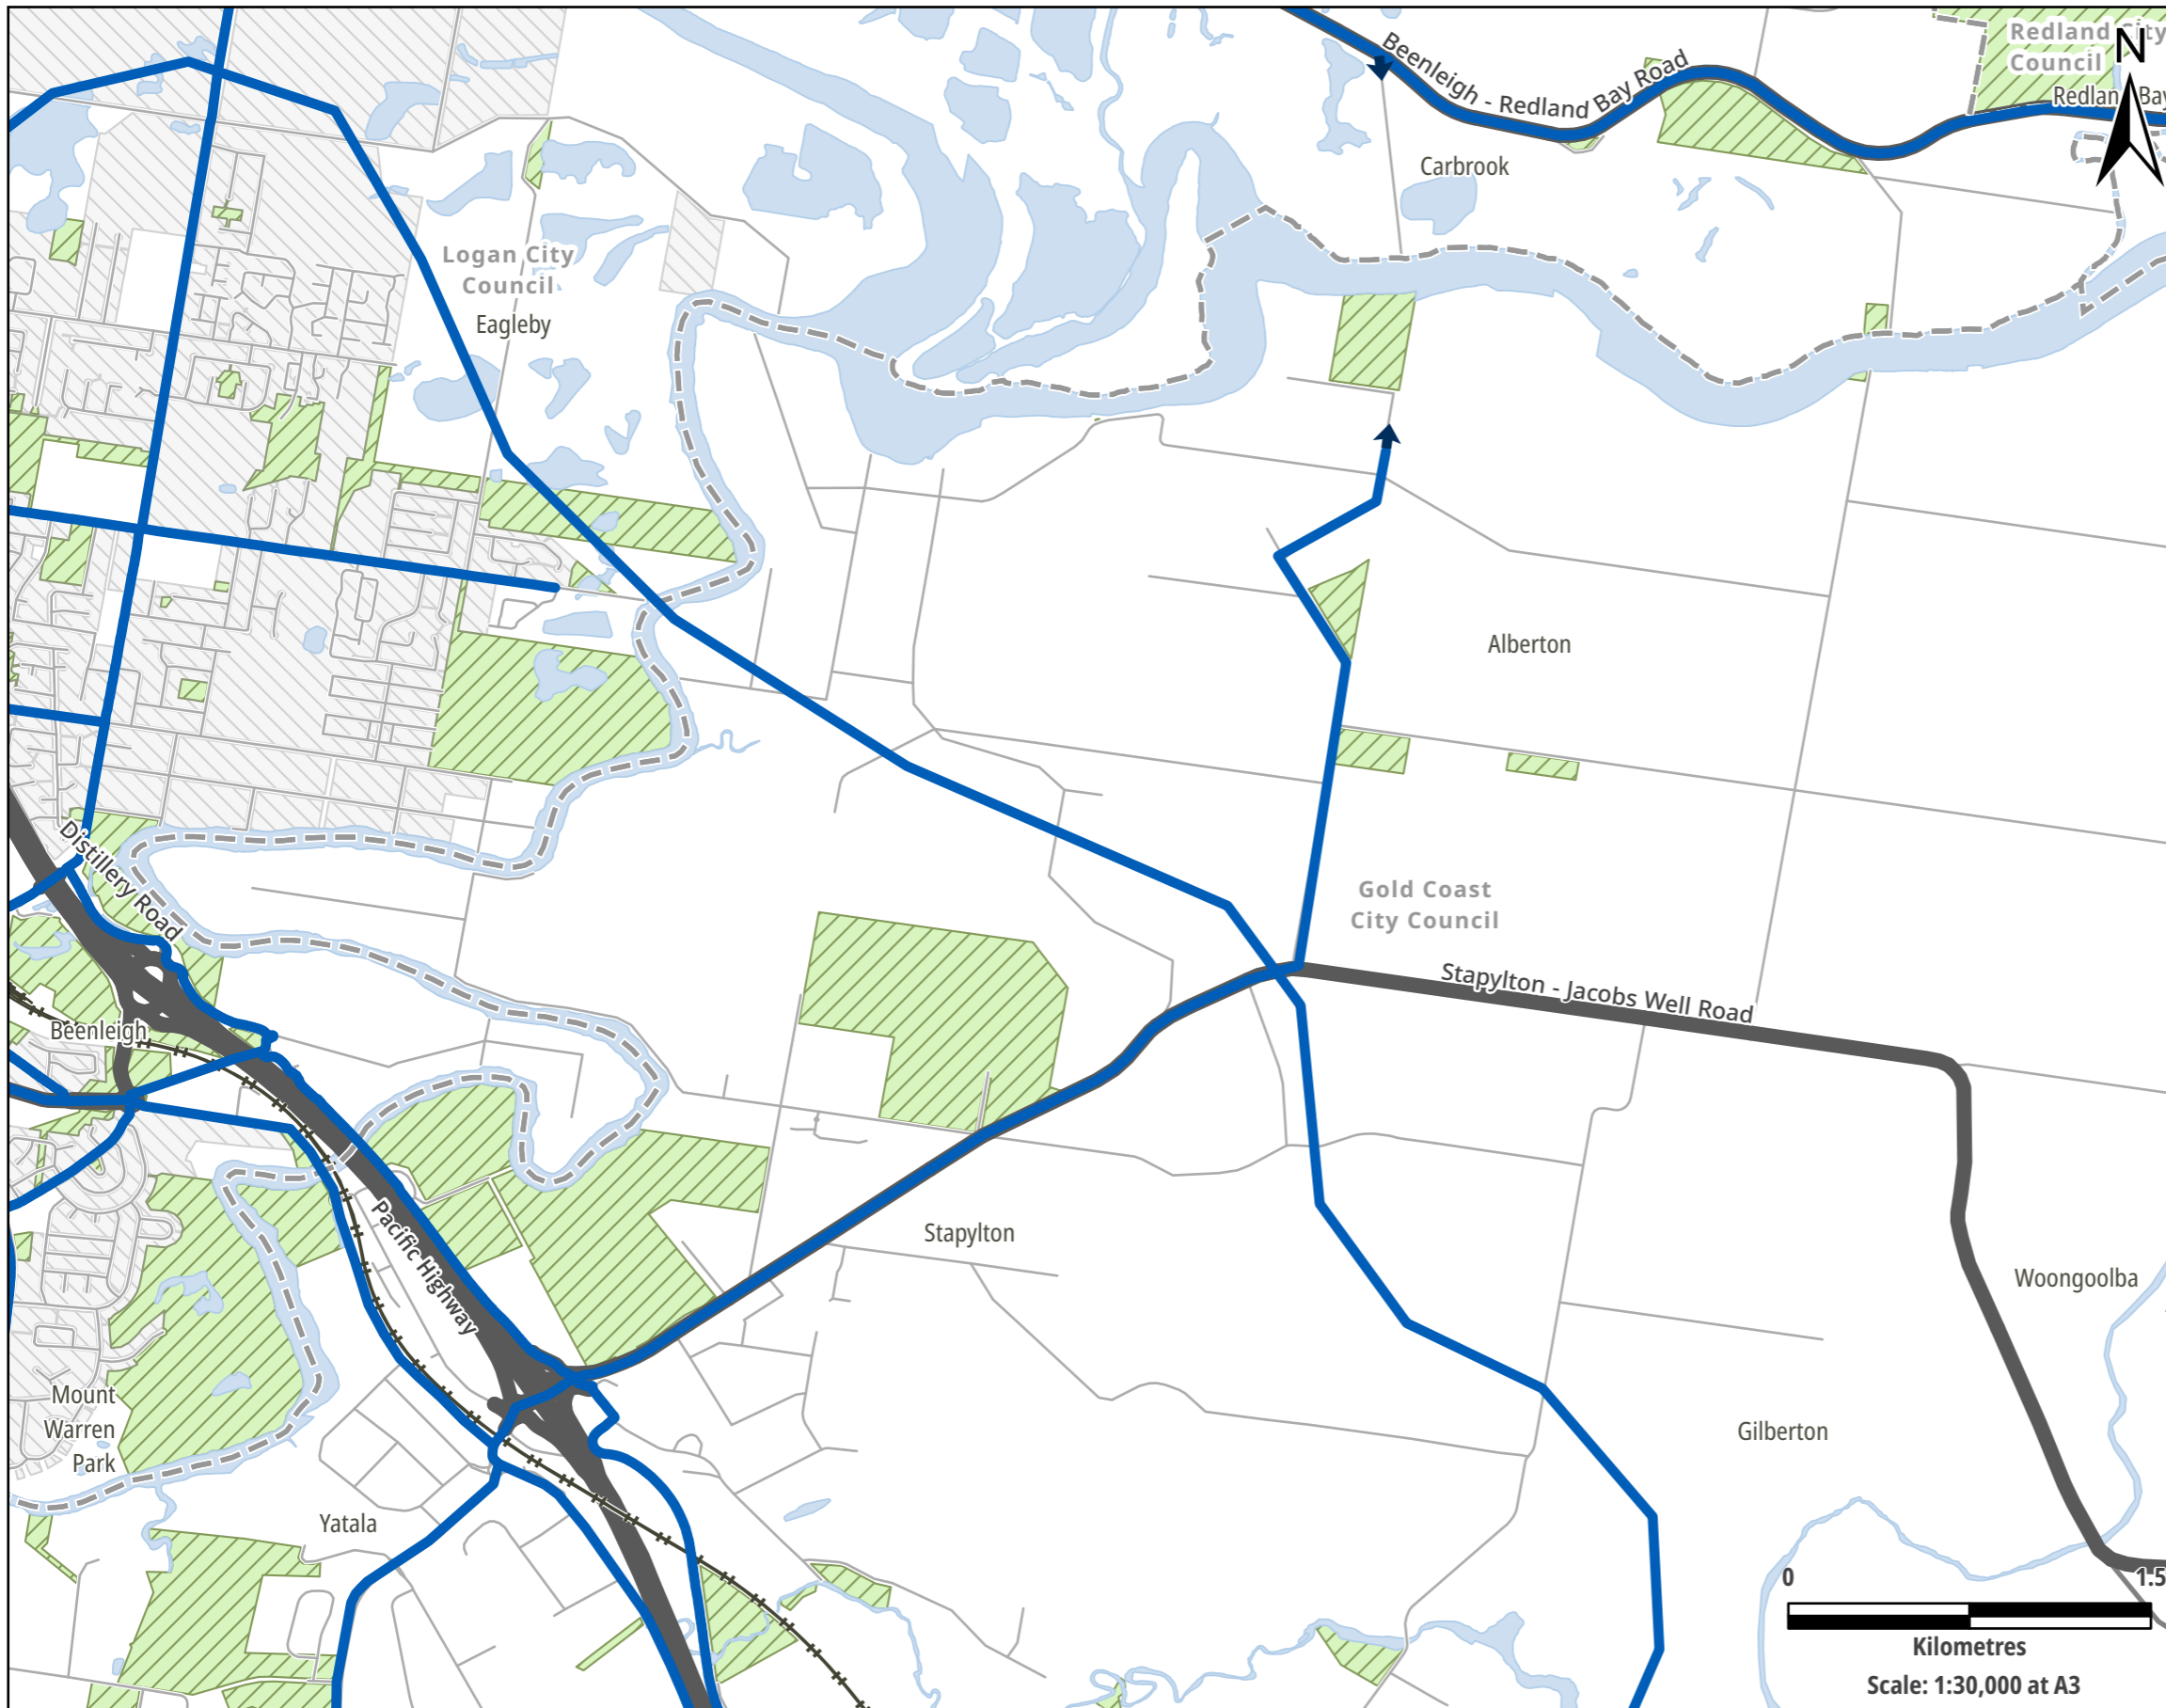 Redland City
Council
N
Redlan Bay
Beenleigh - Redland Bay Road
Carbrook
Logan City
Council
Eagleby
Alberton
Distillery Road
Gold Coast
City Council
Stapylton - Jacobs Well Road
Beenleigh
Pacific Highway
Stapylton
Woongoolba
Mount
Warren
Park
Gilberton
Yatala
0 1.5
Kilometres
Scale: 1:30,000 at A3